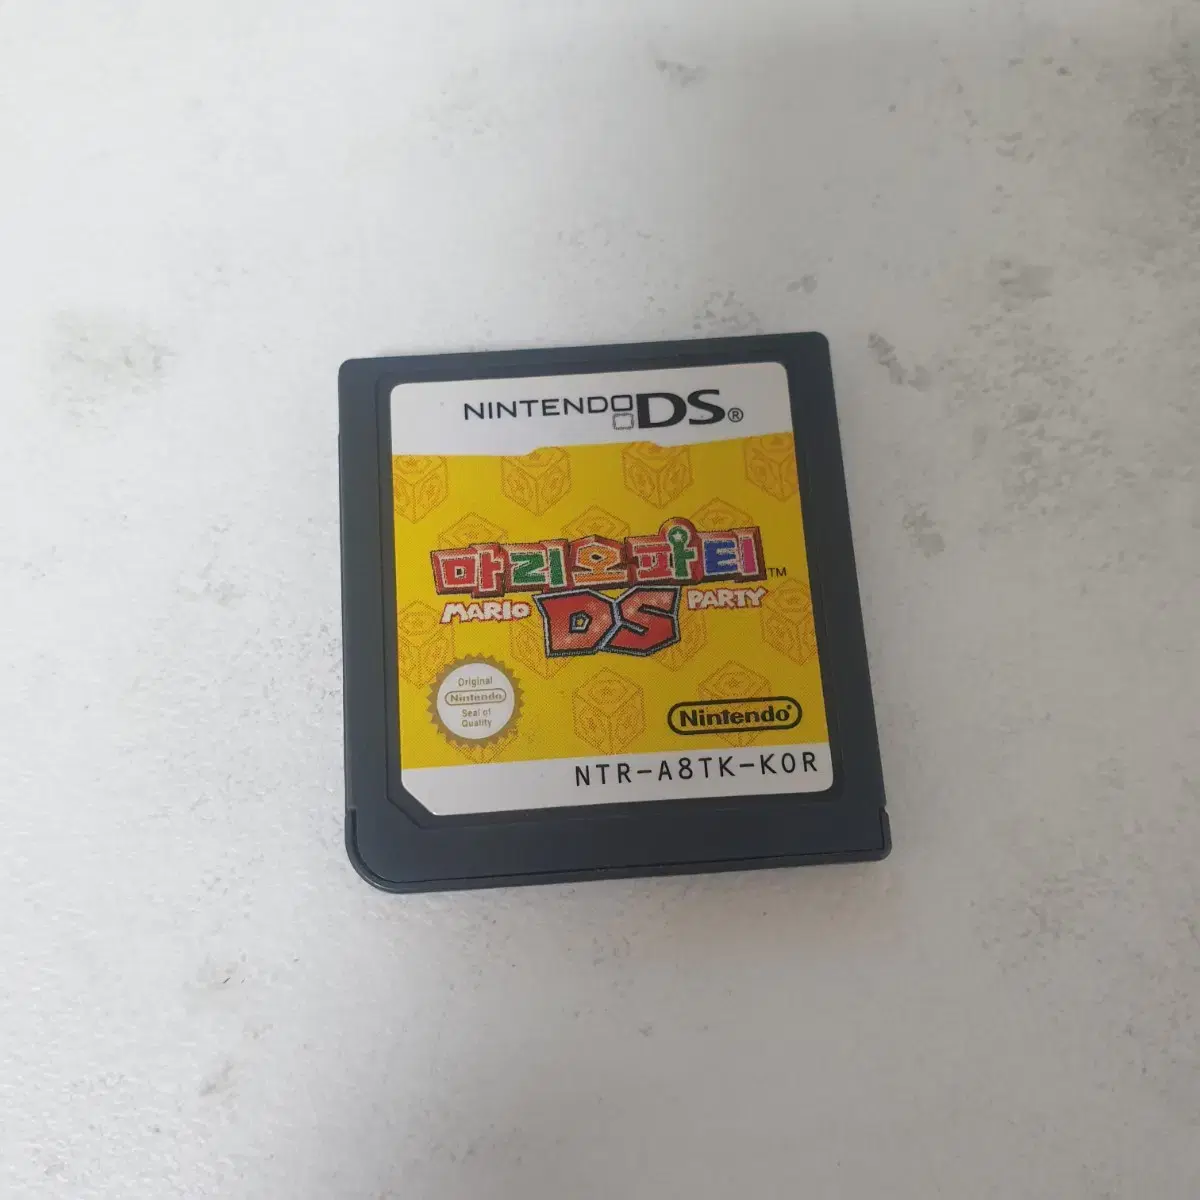 NINTENDO DS®
마리오파티™
MARIO DS PARTY
Original
Nintendo
Seal of
Quality
Nintendo®
NTR-A8TK-KOR